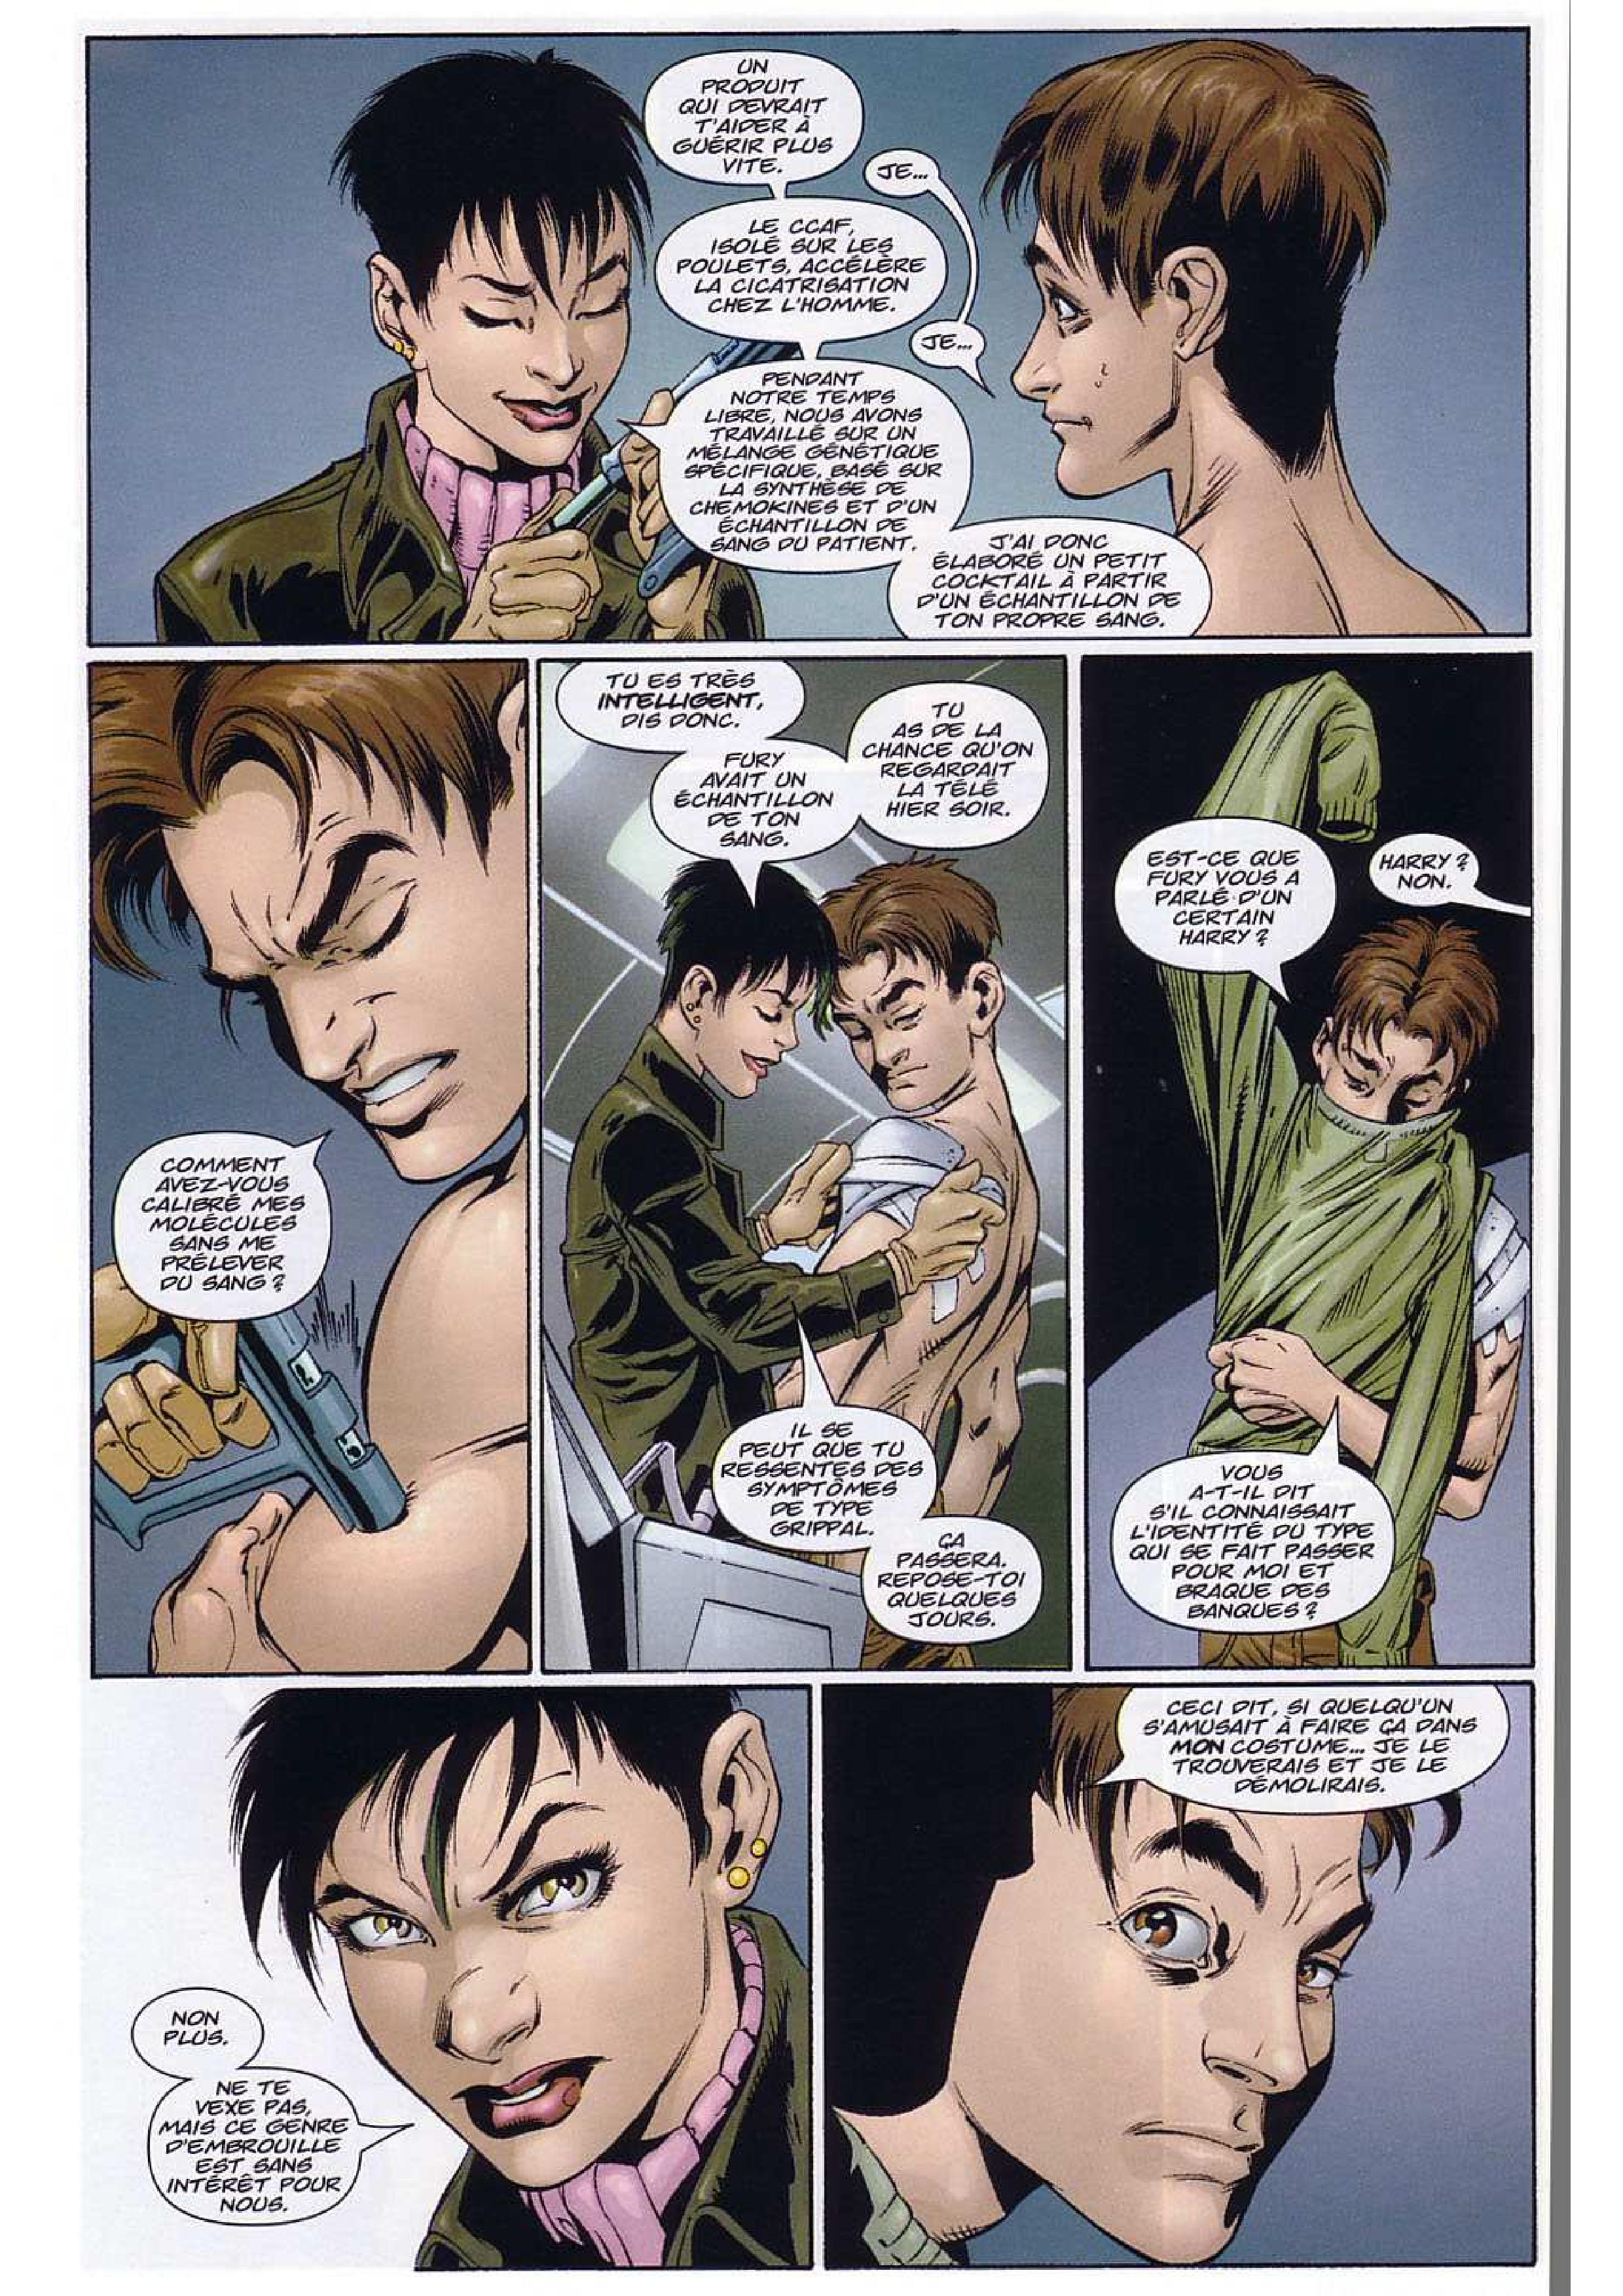 UN
PRODUIT
QUI DEVRAIT
T'AIDER À
GUÉRIR PLUS
VITE.
JE...
LE CCAF,
ISOLÉ SUR LES
POULETS, ACCÉLÈRE
LA CICATRISATION
CHEZ L'HOMME.
JE...
PENDANT
NOTRE TEMPS
LIBRE, NOUS AVONS
TRAVAILLÉ SUR UN
MÉLANGE GÉNÉTIQUE
SPÉCIFIQUE, BASÉ SUR
LA SYNTHÈSE DE
CHEMOKINES ET D'UN
ÉCHANTILLON DE
SANG DU PATIENT.
J'AI DONC
ÉLABORÉ UN PETIT
COCKTAIL À PARTIR
D'UN ÉCHANTILLON DE
TON PROPRE SANG.
COMMENT
AVEZ-VOUS
CALIBRÉ MES
MOLÉCULES
SANS ME
PRÉLEVER
DU SANG ?
TU ES TRÈS
INTELLIGENT,
DIS DONC.
FURY
AVAIT UN
ÉCHANTILLON
DE TON
SANG.
TU
AS DE LA
CHANCE QU'ON
REGARDAIT
LA TÉLÉ
HIER SOIR.
IL SE
PEUT QUE TU
RESSENTES DES
SYMPTÔMES
DE TYPE
GRIPPAL.
ÇA
PASSERA.
REPOSE-TOI
QUELQUES
JOURS.
EST-CE QUE
FURY VOUS A
PARLÉ D'UN
CERTAIN
HARRY ?
HARRY ?
NON.
VOUS
A-T-IL DIT
S'IL CONNAISSAIT
L'IDENTITÉ DU TYPE
QUI SE FAIT PASSER
POUR MOI ET
BRAQUE DES
BANQUES ?
NON
PLUS.
NE TE
VEXE PAS,
MAIS CE GENRE
D'EMBROUILLE
EST SANS
INTÉRÊT POUR
NOUS.
CECI DIT, SI QUELQU'UN
S'AMUSAIT À FAIRE ÇA DANS
MON COSTUME... JE LE
TROUVERAIS ET JE LE
DÉMOLIRAIS.